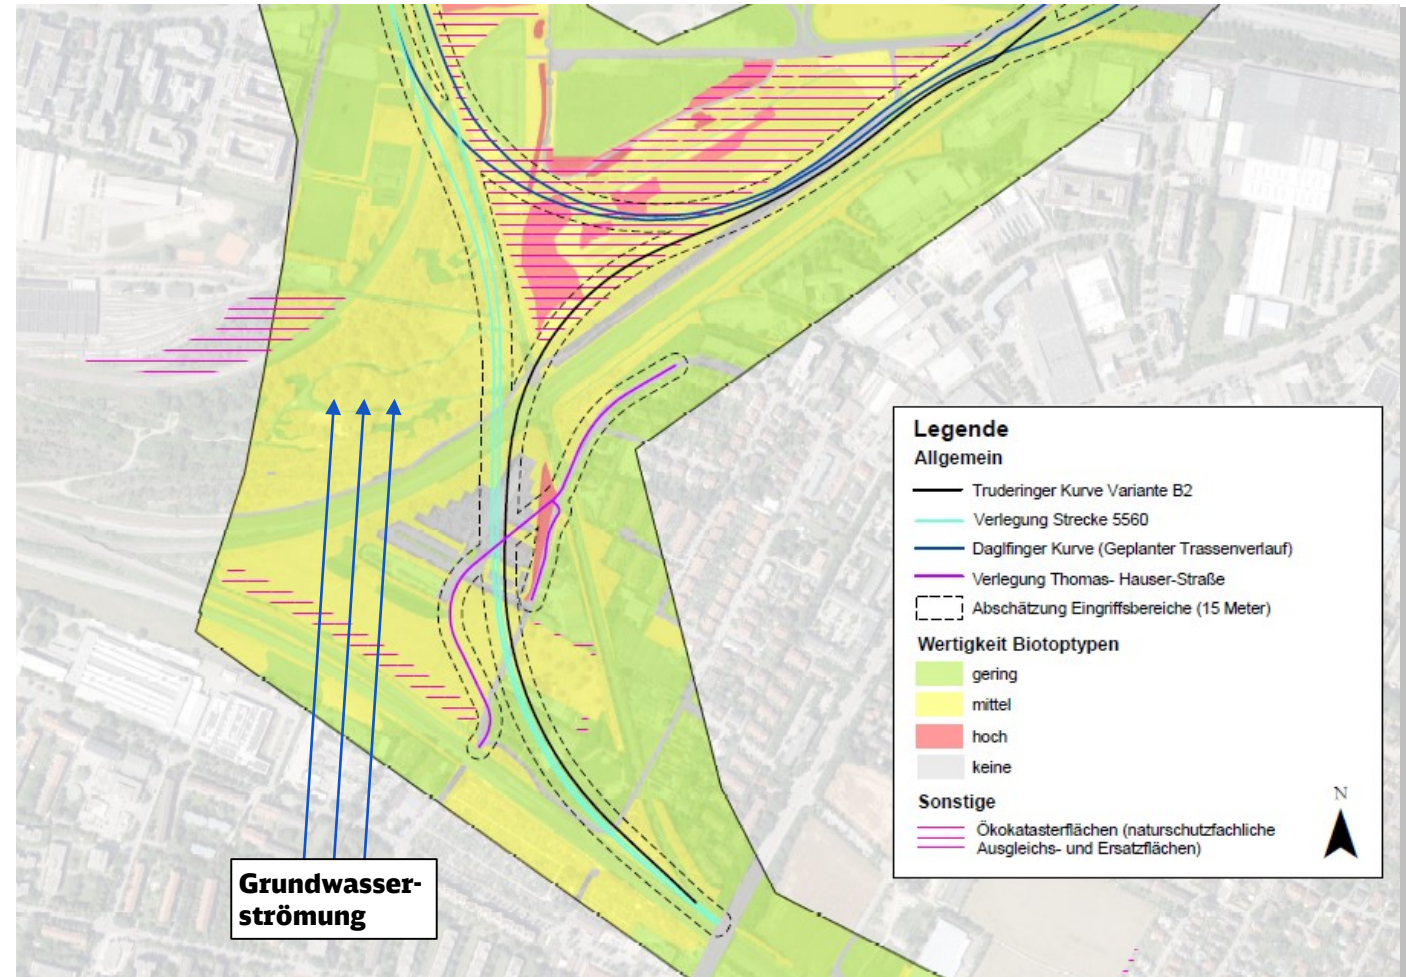 Legende
Allgemein
Truderinger Kurve Variante B2
Verlegung Strecke 5560
Daglfinger Kurve (Geplanter Trassenverlauf)
Verlegung Thomas- Hauser-Straße
Abschätzung Eingriffsbereiche (15 Meter)
Wertigkeit Biotoptypen
gering
mittel
hoch
keine
Sonstige
N
Ökokatasterflächen (naturschutzfachliche
Ausgleichs- und Ersatzflächen)
Grundwasser-
strömung